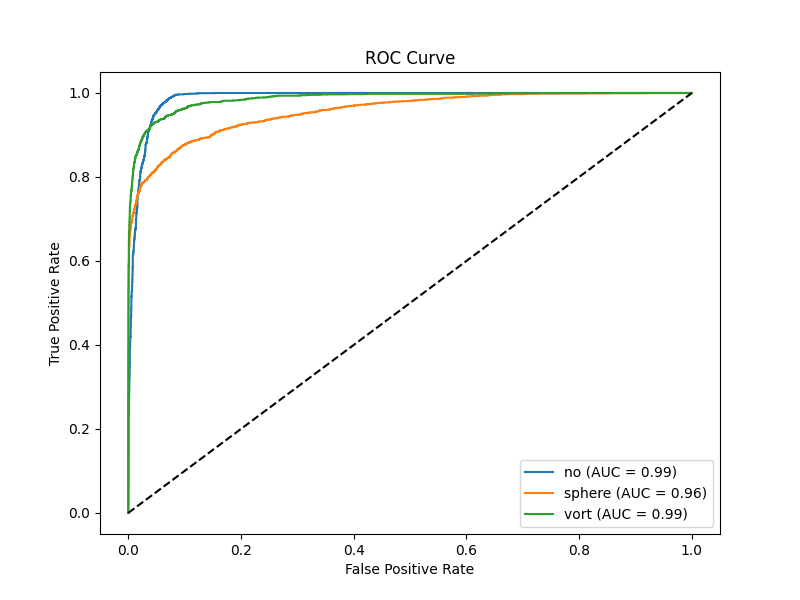 ROC Curve
1.0
0.8
0.6
0.4
0.2
0.0
True Positive Rate
0.0 0.2 0.4 0.6 0.8 1.0
False Positive Rate
no (AUC = 0.99)
sphere (AUC = 0.96)
vort (AUC = 0.99)